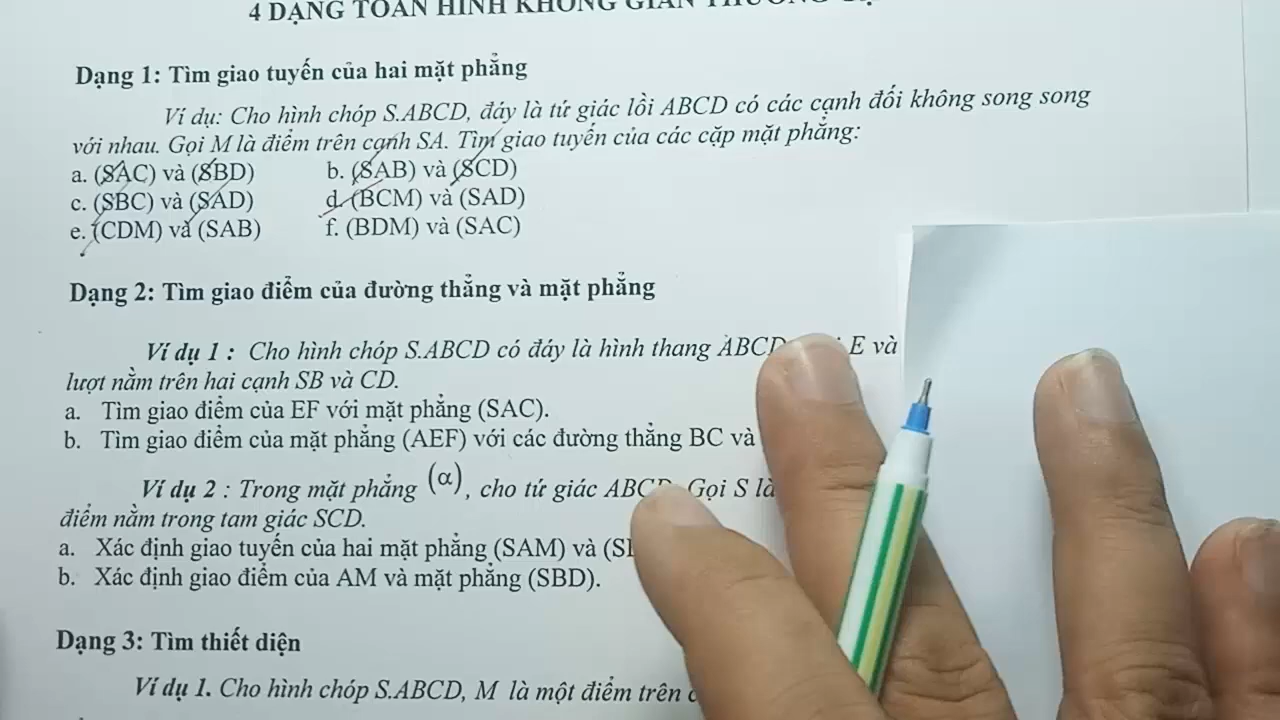 4 DẠNG TOÁN HÌNH KHÔNG GIAN THƯỜNG
Dạng 1: Tìm giao tuyến của hai mặt phẳng
Ví dụ: Cho hình chóp S.ABCD, đáy là tứ giác lồi ABCD có các cạnh đối không song song
với nhau. Gọi M là điểm trên cạnh SA. Tìm giao tuyến của các cặp mặt phẳng:
a. (SAC) và (SBD) b. (SAB) và (SCD)
c. (SBC) và (SAD) d. (BCM) và (SAD)
e. (CDM) và (SAB) f. (BDM) và (SAC)
Dạng 2: Tìm giao điểm của đường thẳng và mặt phẳng
Ví dụ 1 : Cho hình chóp S.ABCD có đáy là hình thang ABCD E và
lượt nằm trên hai cạnh SB và CD.
a. Tìm giao điểm của EF với mặt phẳng (SAC).
b. Tìm giao điểm của mặt phẳng (AEF) với các đường thẳng BC và
Ví dụ 2 : Trong mặt phẳng (α), cho tứ giác ABCD. Gọi S là
điểm nằm trong tam giác SCD.
a. Xác định giao tuyến của hai mặt phẳng (SAM) và
b. Xác định giao điểm của AM và mặt phẳng (SBD).
Dạng 3: Tìm thiết diện
Ví dụ 1. Cho hình chóp S.ABCD, M là một điểm trên